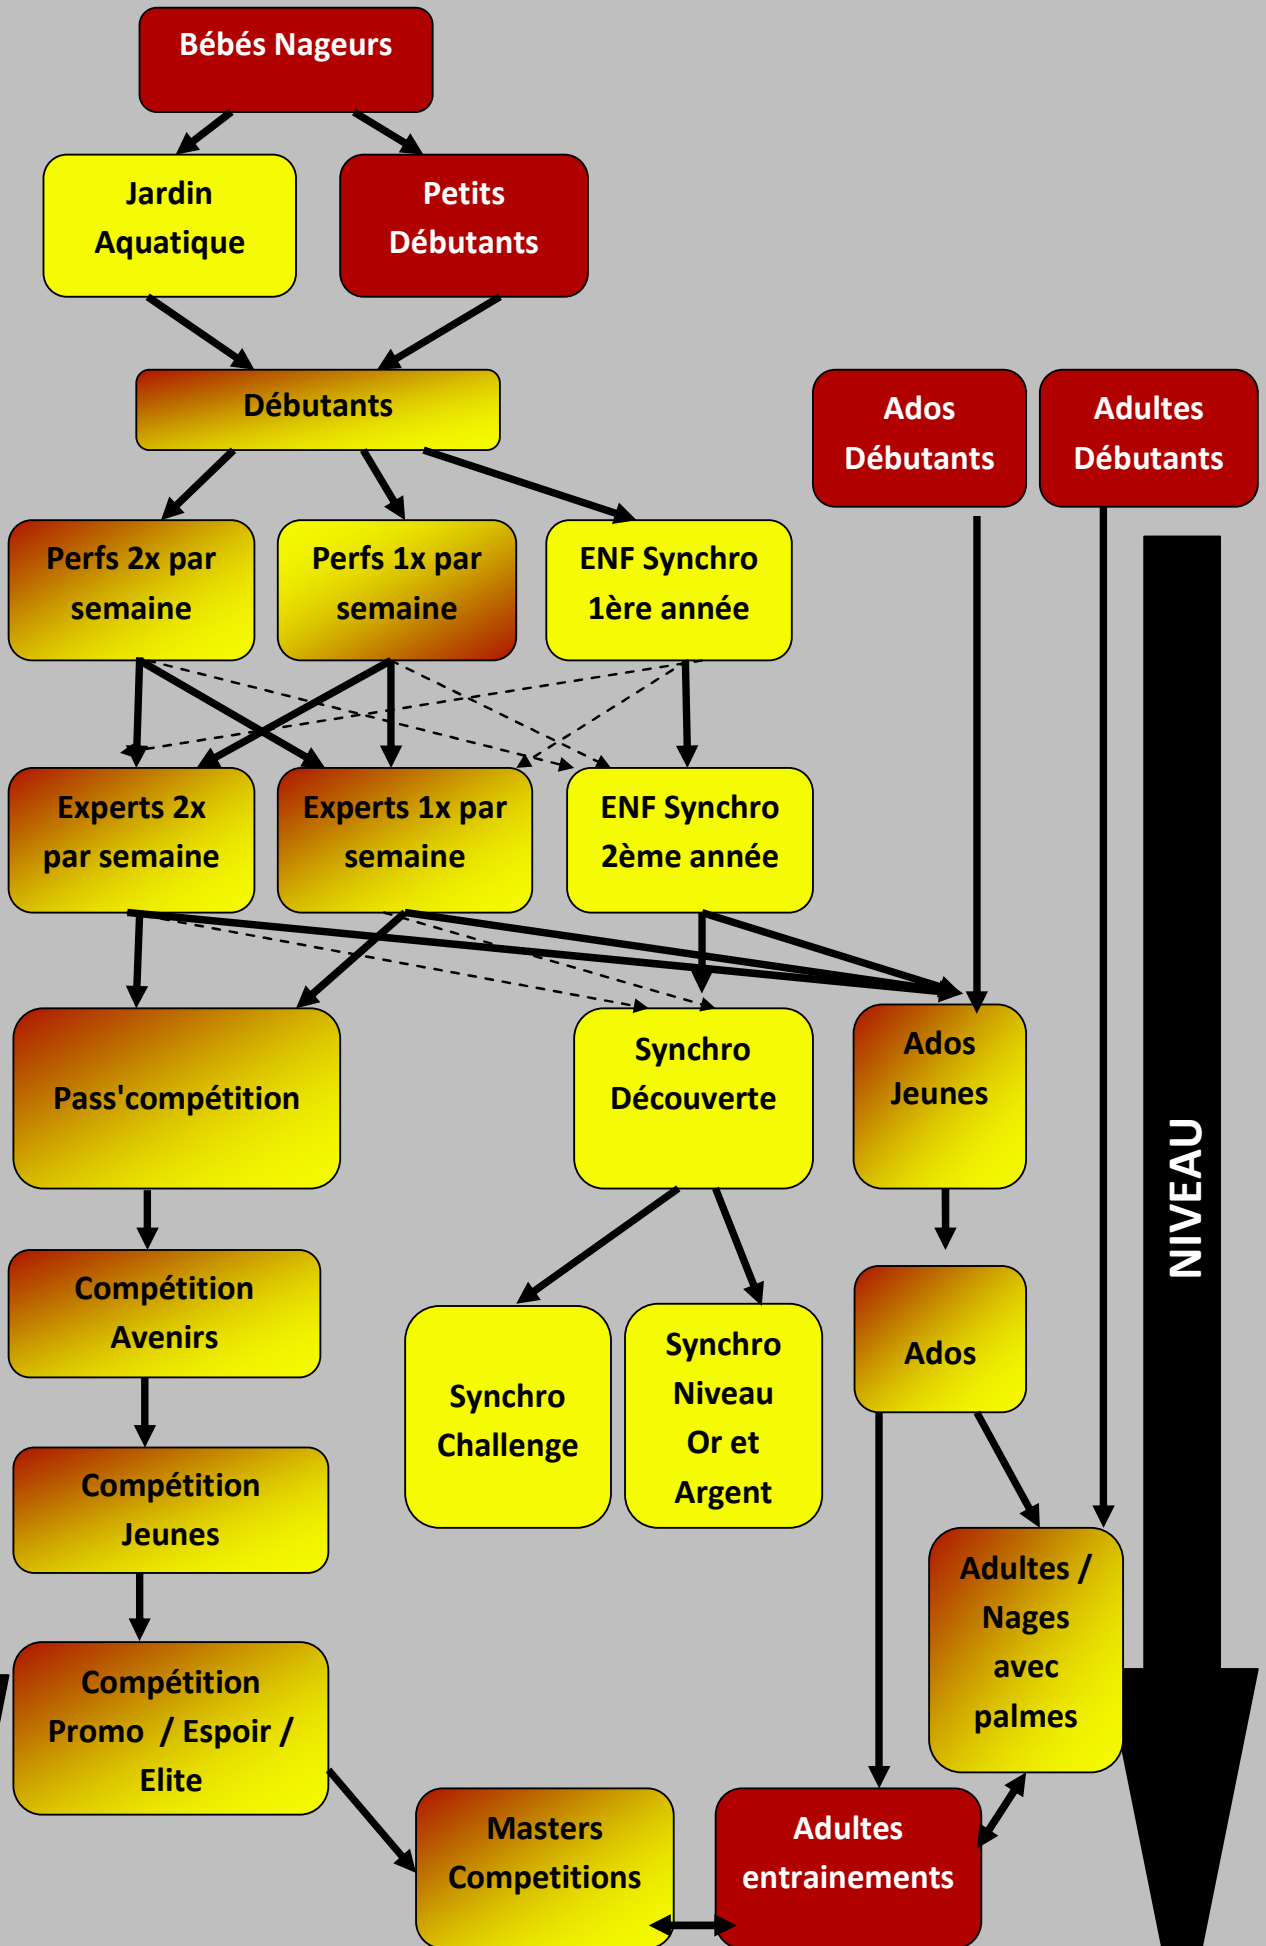 Bébés Nageurs
Jardin
Aquatique
Petits
Débutants
Débutants
Ados
Débutants
Adultes
Débutants
Perfs 2x par
semaine
Perfs 1x par
semaine
ENF Synchro
1ère année
Experts 2x
par semaine
Experts 1x par
semaine
ENF Synchro
2ème année
Pass'compétition
Synchro
Découverte
Ados
Jeunes
NIVEAU
Compétition
Avenirs
Synchro
Challenge
Synchro
Niveau
Or et
Argent
Ados
Compétition
Jeunes
Adultes /
Nages
avec
palmes
Compétition
Promo / Espoir /
Elite
Masters
Competitions
Adultes
entrainements